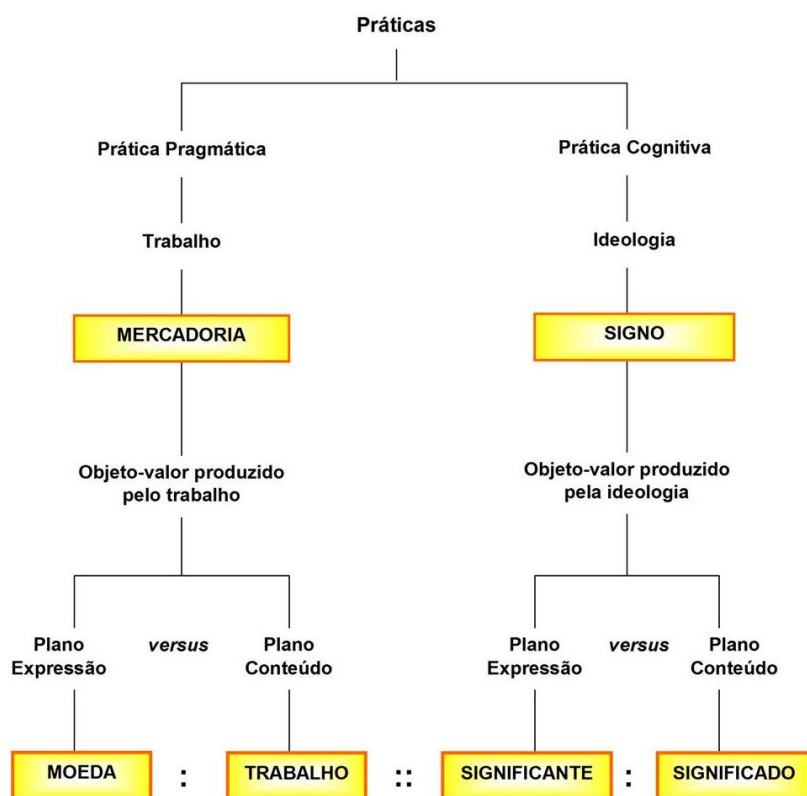 Práticas
Prática Pragmática
Prática Cognitiva
Trabalho
Ideologia
MERCADORIA
SIGNO
Objeto-valor produzido
pelo trabalho
Objeto-valor produzido
pela ideologia
Plano
Expressão
versus
Plano
Conteúdo
Plano
Expressão
versus
Plano
Conteúdo
MOEDA : TRABALHO :: SIGNIFICANTE : SIGNIFICADO